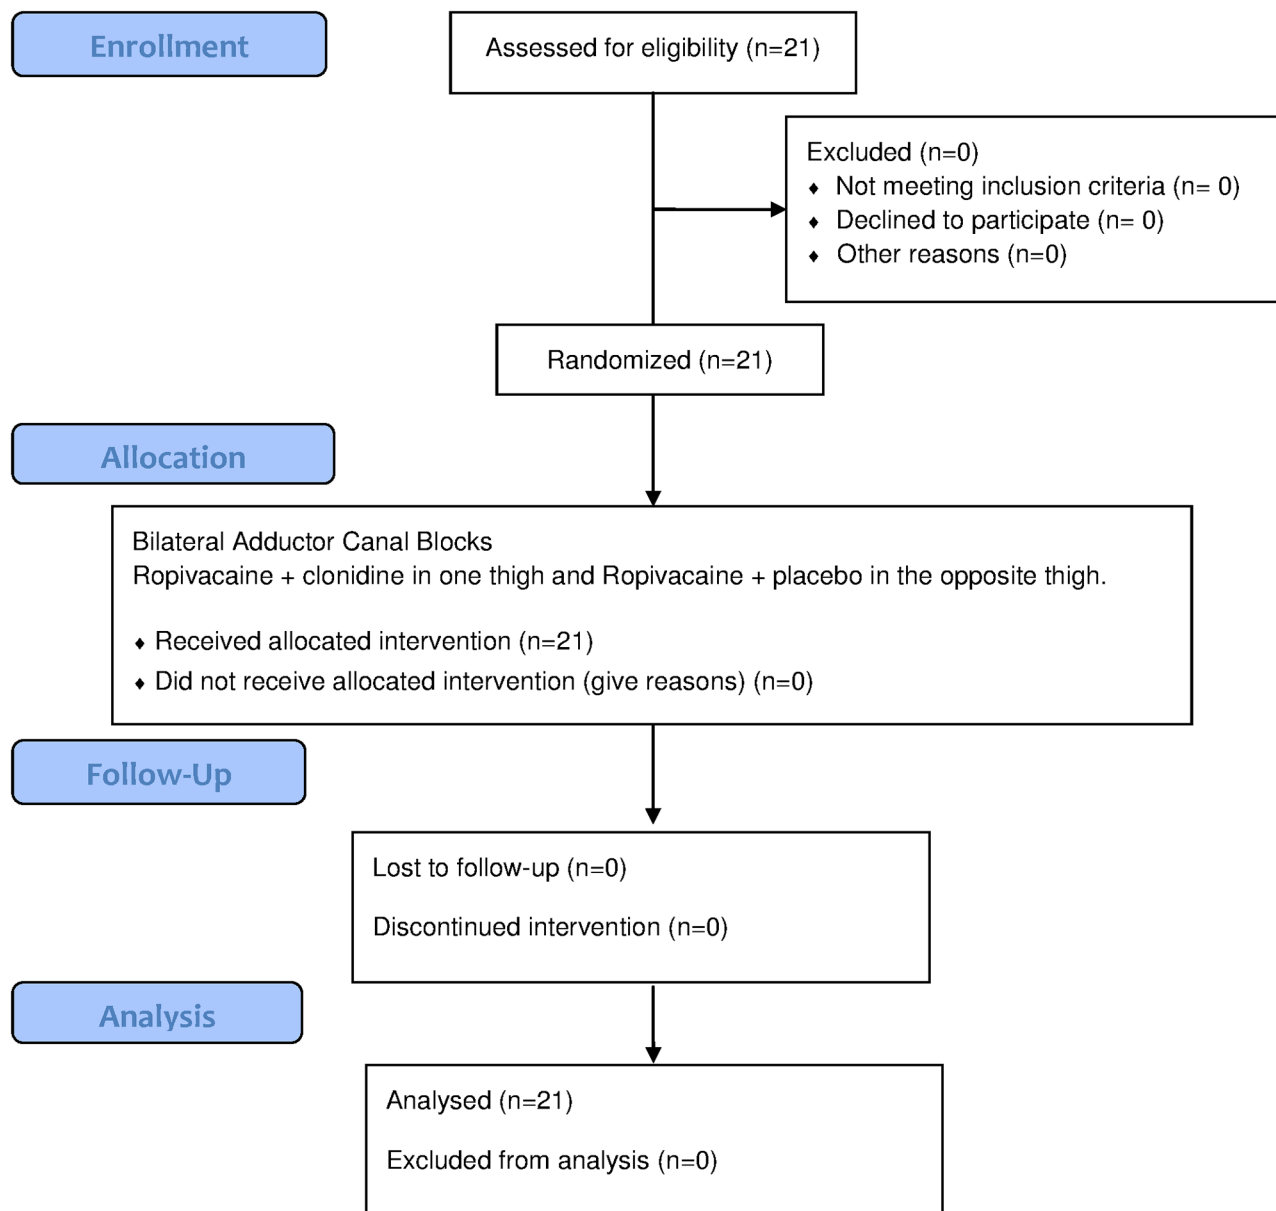 Enrollment
Assessed for eligibility (n=21)
Excluded (n=0)
♦ Not meeting inclusion criteria (n= 0)
♦ Declined to participate (n= 0)
♦ Other reasons (n=0)
Randomized (n=21)
Allocation
Bilateral Adductor Canal Blocks
Ropivacaine + clonidine in one thigh and Ropivacaine + placebo in the opposite thigh.
♦ Received allocated intervention (n=21)
♦ Did not receive allocated intervention (give reasons) (n=0)
Follow-Up
Lost to follow-up (n=0)
Discontinued intervention (n=0)
Analysis
Analysed (n=21)
Excluded from analysis (n=0)